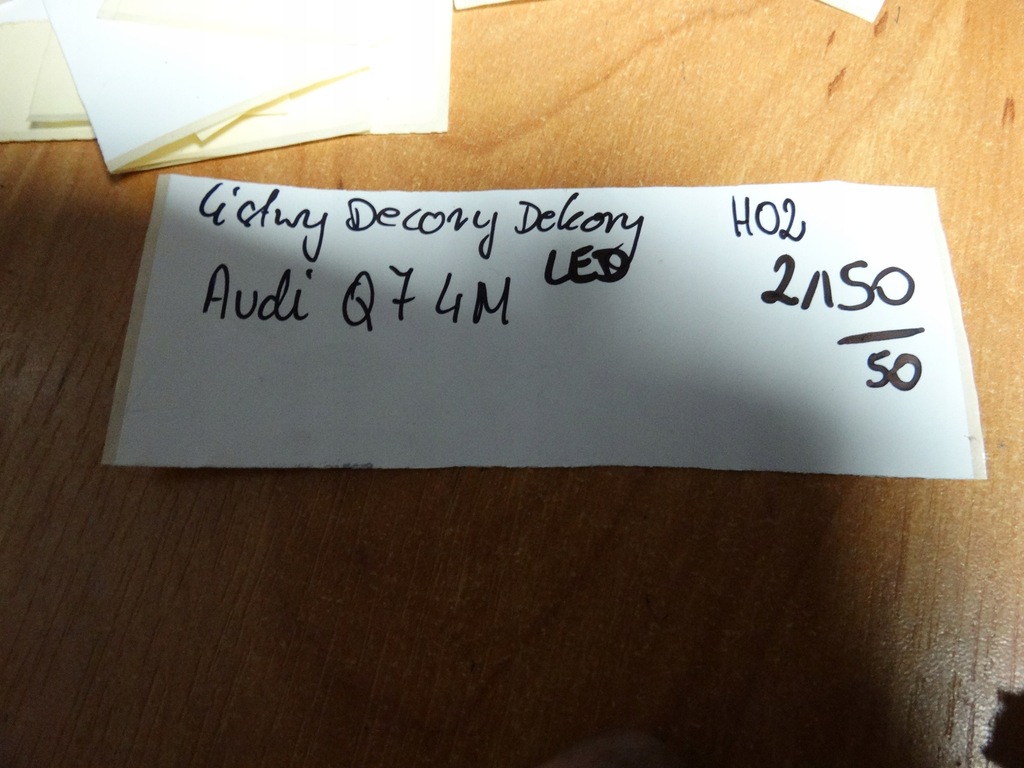 Listwy Decory Dekory H02
LED
Audi Q7 4M 2150
50